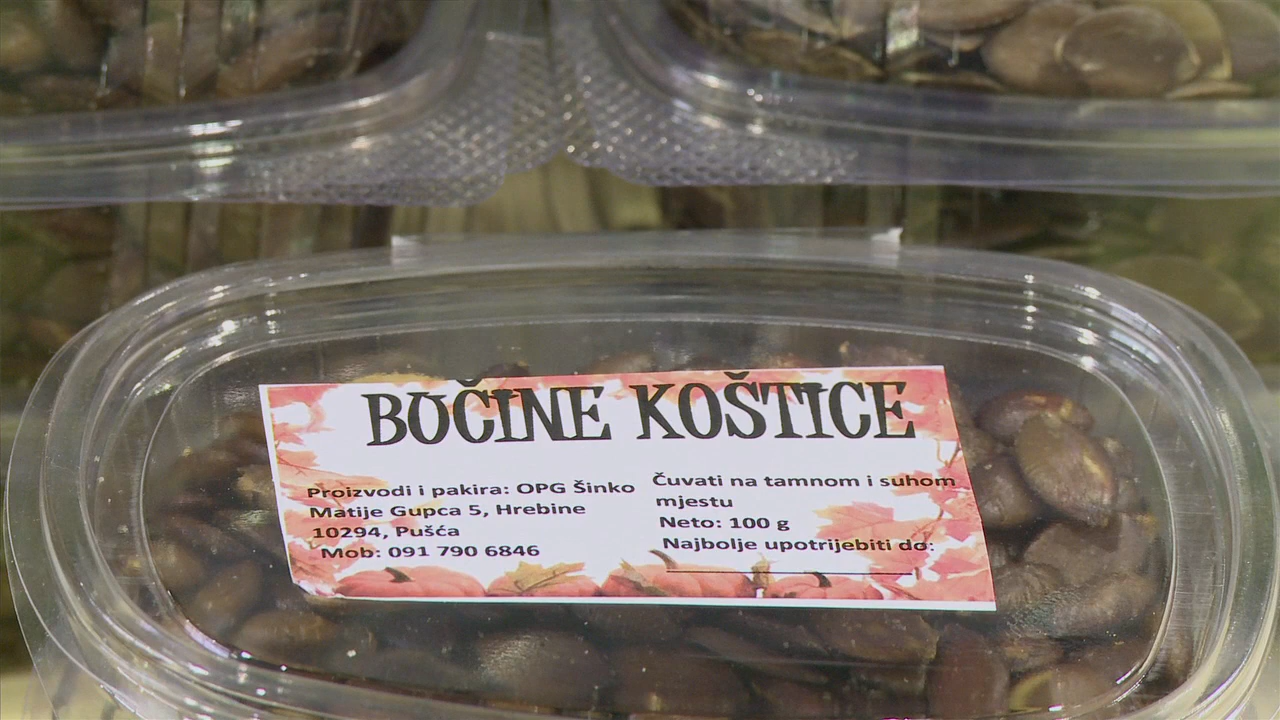 BUČINE KOŠTICE
Proizvodi i pakira: OPG Šinko
Matije Gupca 5, Hrebine
10294, Pušća
Mob: 091 790 6846
Čuvati na tamnom i suhom
mjestu
Neto: 100 g
Najbolje upotrijebiti do: